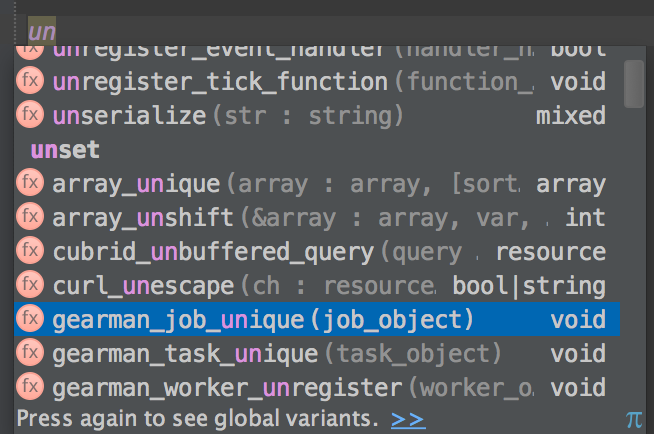 un
fx unregister_event_handler(handler_n. bool
fx unregister_tick_function(function_. void
fx unserialize(str : string) mixed
unset
fx array_unique(array : array, [sort. array
fx array_unshift(&array : array, var, . int
fx cubrid_unbuffered_query(query . resource
fx curl_unescape(ch : resource. bool|string
fx gearman_job_unique(job_object) void
fx gearman_task_unique(task_object) void
fx gearman_worker_unregister(worker_o. void
Press again to see global variants. >> π